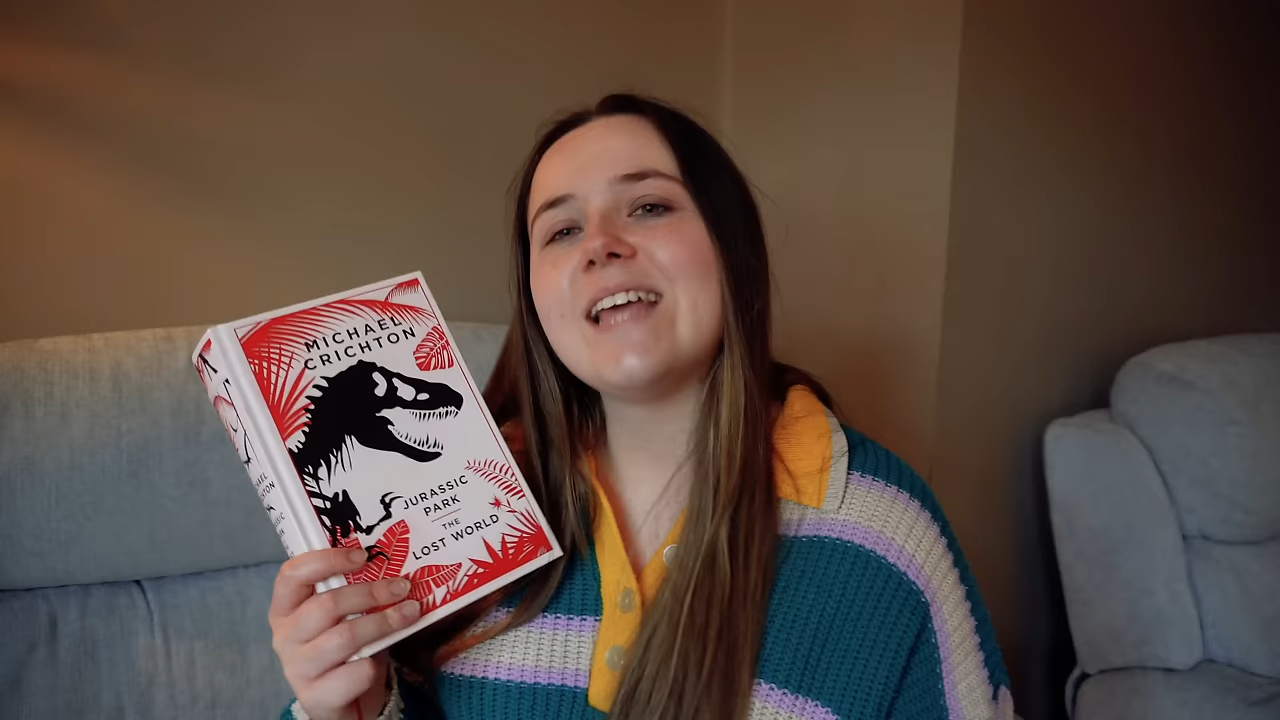 MICHAEL
CRICHTON
JURASSIC
PARK
THE
LOST WORLD